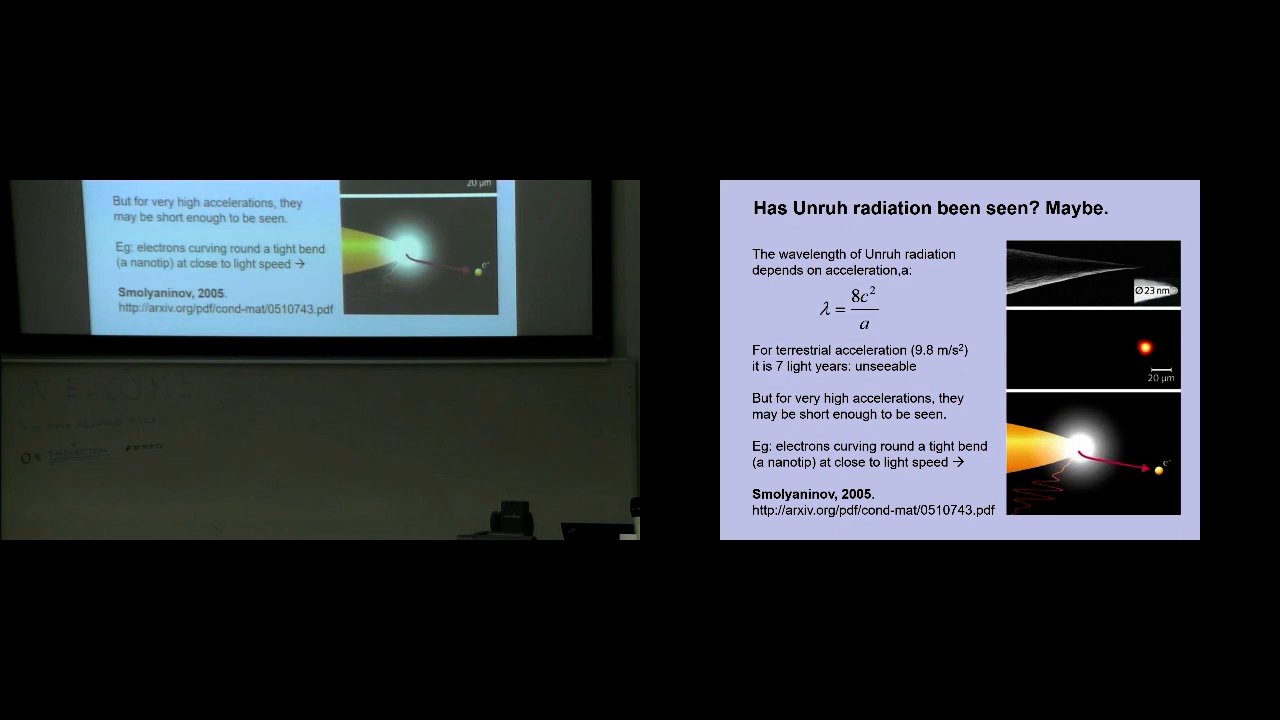 20 µm
But for very high accelerations, they
may be short enough to be seen.
Eg: electrons curving round a tight bend
(a nanotip) at close to light speed →
Smolyaninov, 2005.
http://arxiv.org/pdf/cond-mat/0510743.pdf
e⁻
Has Unruh radiation been seen? Maybe.
The wavelength of Unruh radiation
depends on acceleration,a:
λ = 8c² / a
For terrestrial acceleration (9.8 m/s²)
it is 7 light years: unseeable
But for very high accelerations, they
may be short enough to be seen.
Eg: electrons curving round a tight bend
(a nanotip) at close to light speed →
Smolyaninov, 2005.
http://arxiv.org/pdf/cond-mat/0510743.pdf
Ø 23 nm
20 µm
e⁻